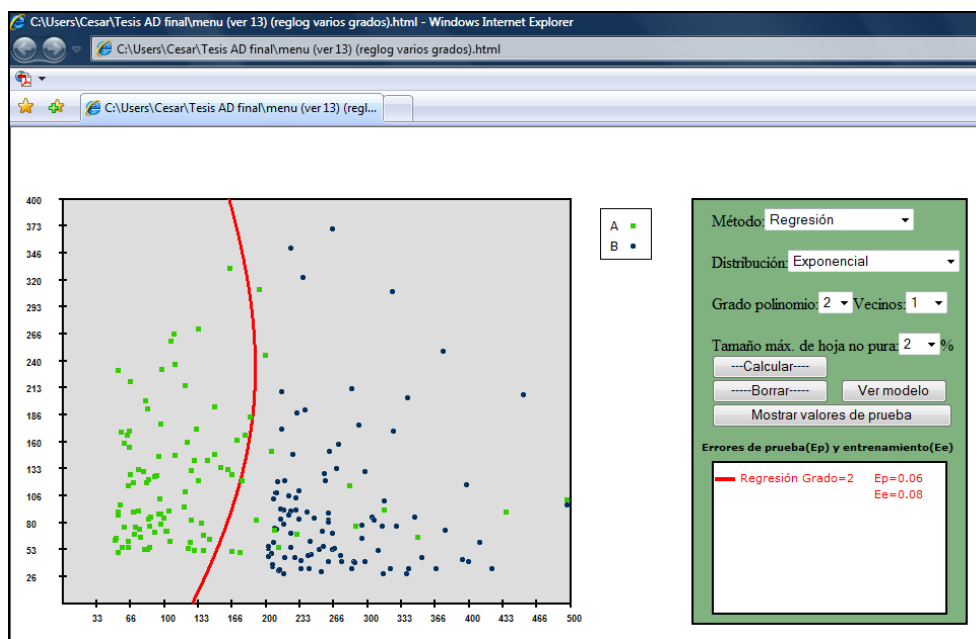 C:\Users\Cesar\Tesis AD final\menu (ver 13) (reglog varios grados).html - Windows Internet Explorer
C:\Users\Cesar\Tesis AD final\menu (ver 13) (reglog varios grados).html
C:\Users\Cesar\Tesis AD final\menu (ver 13) (regl...
400
373
346
320
293
266
240
213
186
160
133
106
80
53
26
33 66 100 133 166 200 233 266 300 333 366 400 433 466 500
A
B
Método: Regresión
Distribución: Exponencial
Grado polinomio: 2 Vecinos: 1
Tamaño máx. de hoja no pura: 2 %
---Calcular----
-----Borrar----- Ver modelo
Mostrar valores de prueba
Errores de prueba(Ep) y entrenamiento(Ee)
Regresión Grado=2 Ep=0.06
Ee=0.08